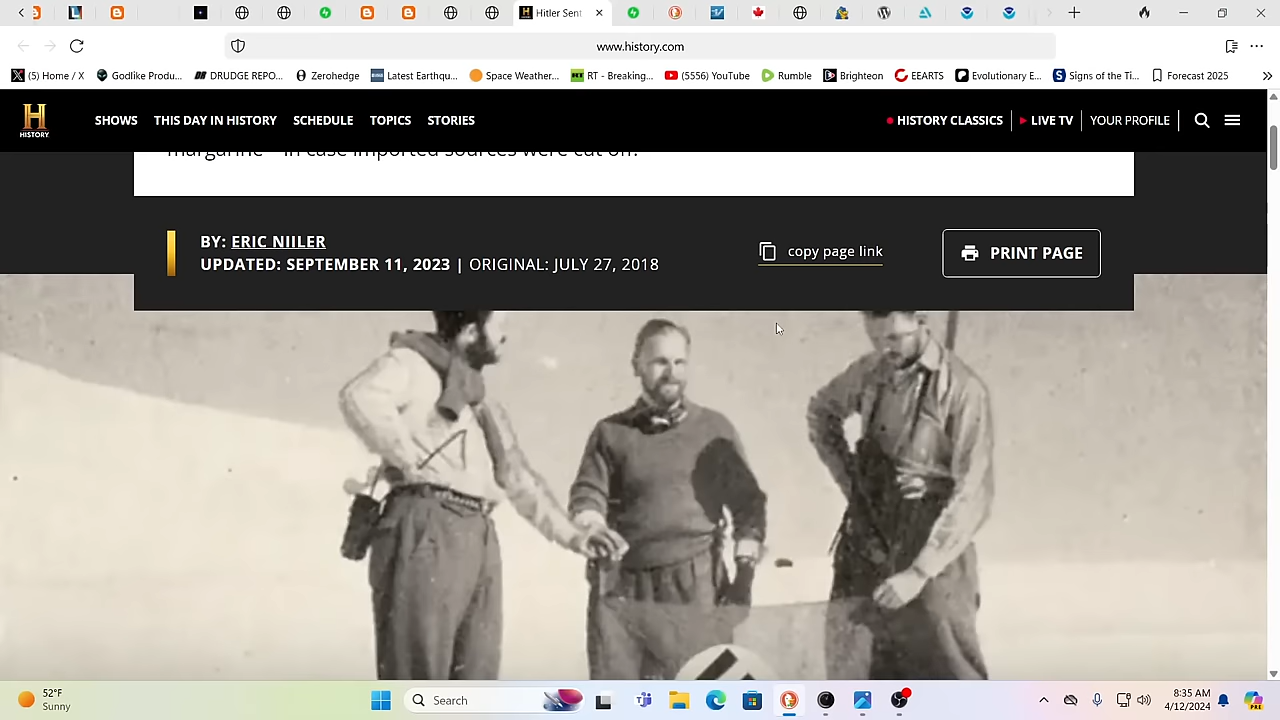 Hitler Sent
www.history.com
(5) Home / X
Godlike Produ...
DRUDGE REPO...
Zerohedge
Latest Earthqu...
Space Weather...
RT - Breaking...
(5556) YouTube
Rumble
Brighteon
EEARTS
Evolutionary E...
Signs of the Ti...
Forecast 2025
H
HISTORY
SHOWS
THIS DAY IN HISTORY
SCHEDULE
TOPICS
STORIES
HISTORY CLASSICS
LIVE TV
YOUR PROFILE
margarine—in case imported sources were cut off.
BY: ERIC NIILER
UPDATED: SEPTEMBER 11, 2023 | ORIGINAL: JULY 27, 2018
copy page link
PRINT PAGE
52°F
Sunny
Search
8:35 AM
4/12/2024